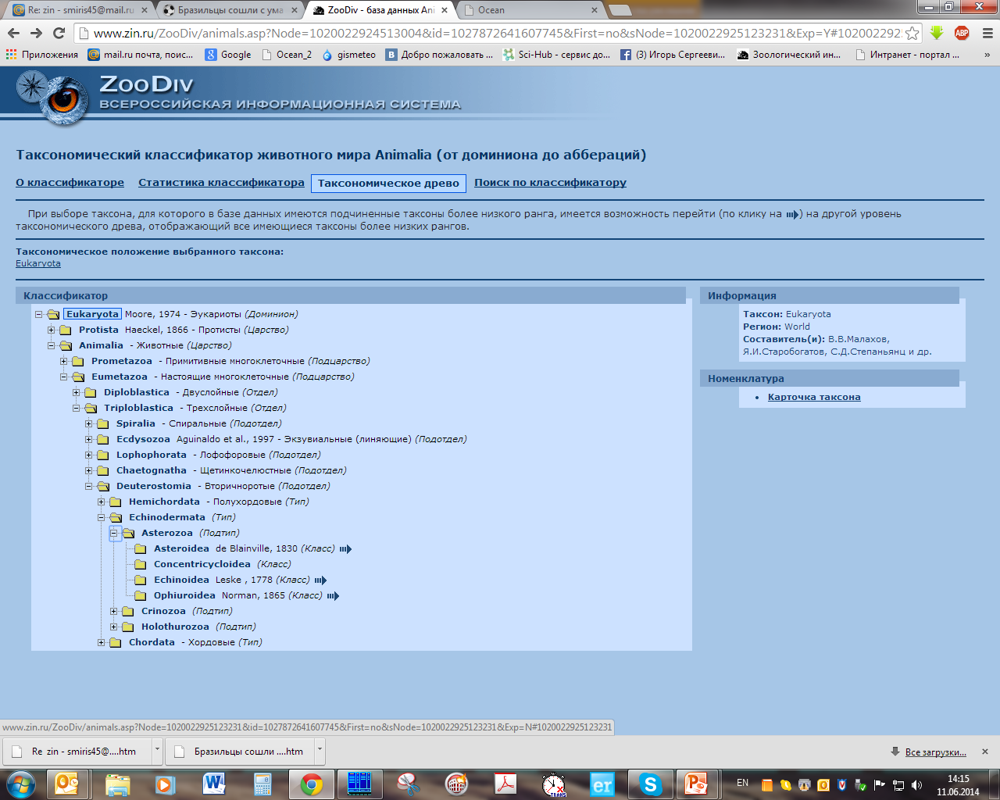 Re: zin - smiris45@mail.ru
Бразильцы сошли с ума
ZooDiv - база данных Ani
Ocean
www.zin.ru/ZooDiv/animals.asp?Node=1020022924513004&id=1027872641607745&First=no&sNode=1020022925123231&Exp=Y#102002292
ABP
Приложения
mail.ru почта, поис...
Google
Ocean_2
gismeteo
Добро пожаловать ...
Sci-Hub - сервис до...
(3) Игорь Сергееви...
Зоологический ин...
Интранет - портал ...
»
ZooDiv
ВСЕРОССИЙСКАЯ ИНФОРМАЦИОННАЯ СИСТЕМА
Таксономический классификатор животного мира Animalia (от доминиона до абберaций)
О классификаторе Статистика классификатора Таксономическое древо Поиск по классификатору
При выборе таксона, для которого в базе данных имеются подчиненные таксоны более низкого ранга, имеется возможность перейти (по клику на ) на другой уровень
таксономического древа, отображающий все имеющиеся таксоны более низких рангов.
Таксономическое положение выбранного таксона:
Eukaryota
Классификатор
Eukaryota Moore, 1974 - Эукариоты (Доминион)
Protista Haeckel, 1866 - Протисты (Царство)
Animalia - Животные (Царство)
Prometazoa - Примитивные многоклеточные (Подцарство)
Eumetazoa - Настоящие многоклеточные (Подцарство)
Diploblastica - Двуслойные (Отдел)
Triploblastica - Трехслойные (Отдел)
Spiralia - Спиральные (Подотдел)
Ecdysozoa Aguinaldo et al., 1997 - Экзувиальные (линяющие) (Подотдел)
Lophophorata - Лофофоровые (Подотдел)
Chaetognatha - Щетинкочелюстные (Подотдел)
Deuterostomia - Вторичноротые (Подотдел)
Hemichordata - Полухордовые (Тип)
Echinodermata (Тип)
Asterozoa (Подтип)
Asteroidea de Blainville, 1830 (Класс)
Concentricycloidea (Класс)
Echinoidea Leske , 1778 (Класс)
Ophiuroidea Norman, 1865 (Класс)
Crinozoa (Подтип)
Holothurozoa (Подтип)
Chordata - Хордовые (Тип)
Информация
Таксон: Eukaryota
Регион: World
Составитель(и): В.В.Малахов,
Я.И.Старобогатов, С.Д.Степаньянц и др.
Номенклатура
Карточка таксона
www.zin.ru/ZooDiv/animals.asp?Node=1020022925123231&id=1027872641607745&First=no&sNode=1020022925123231&Exp=N#1020022925123231
Re zin - smiris45@....htm
Бразильцы сошли ....htm
Все загрузки...
EN
14:15
11.06.2014